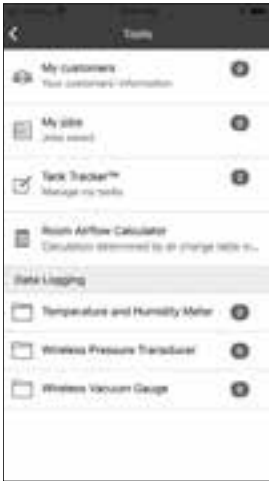 Tools
My customers
Your customers' information
My jobs
Jobs saved
Task Tracker™
Manage my tasks
Room Airflow Calculator
Calculation determined by air change table in...
Data Logging
Temperature and Humidity Meter
Wireless Pressure Transducer
Wireless Vacuum Gauge